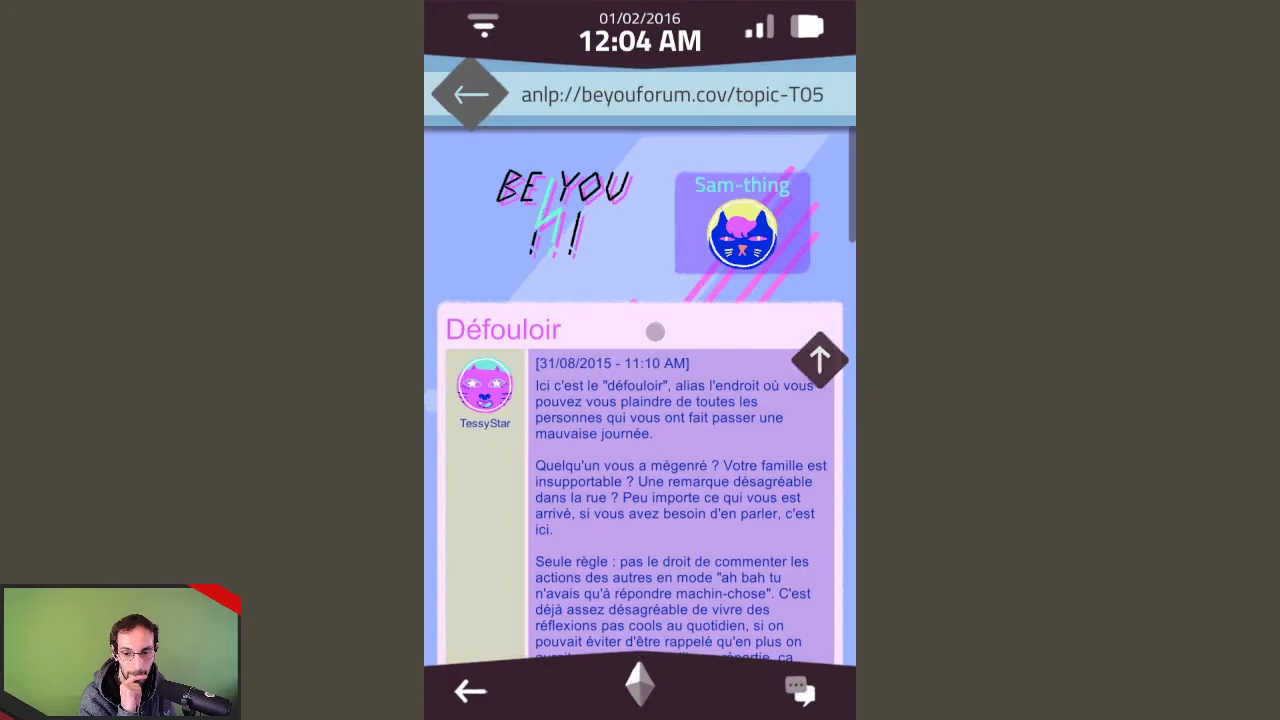 01/02/2016
12:04 AM
anlp://beyouforum.cov/topic-T05
BE YOU
Sam-thing
Défouloir
[31/08/2015 - 11:10 AM]
Ici c'est le "défouloir", alias l'endroit où vous
pouvez vous plaindre de toutes les
personnes qui vous ont fait passer une
mauvaise journée.
TessyStar
Quelqu'un vous a mégenré ? Votre famille est
insupportable ? Une remarque désagréable
dans la rue ? Peu importe ce qui vous est
arrivé, si vous avez besoin d'en parler, c'est
ici.
Seule règle : pas le droit de commenter les
actions des autres en mode "ah bah tu
n'avais qu'à répondre machin-chose". C'est
déjà assez désagréable de vivre des
réflexions pas cools au quotidien, si on
pouvait éviter d'être rappelé qu'en plus on